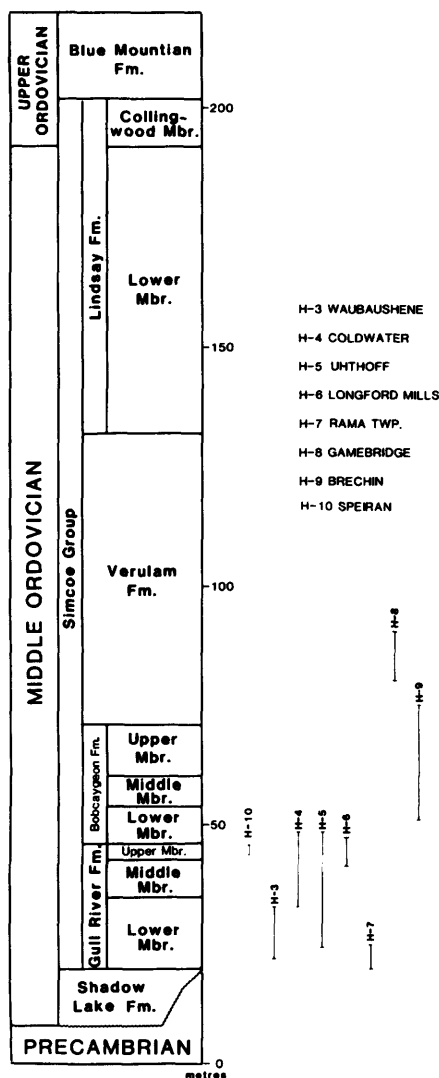 UPPER
ORDOVICIAN
MIDDLE ORDOVICIAN
Simcoe Group
Blue Mountian
Fm.
Lindsay Fm.
Colling-
wood Mbr.
Lower
Mbr.
Verulam
Fm.
Bobcaygeon Fm.
Upper
Mbr.
Middle
Mbr.
Lower
Mbr.
Gull River Fm.
Upper Mbr.
Middle
Mbr.
Lower
Mbr.
Shadow
Lake Fm.
PRECAMBRIAN
200
150
100
50
0
metres
H-3 WAUBAUSHENE
H-4 COLDWATER
H-5 UHTHOFF
H-6 LONGFORD MILLS
H-7 RAMA TWP.
H-8 GAMEBRIDGE
H-9 BRECHIN
H-10 SPEIRAN
H-10
H-3
H-4
H-5
H-6
H-7
H-8
H-9